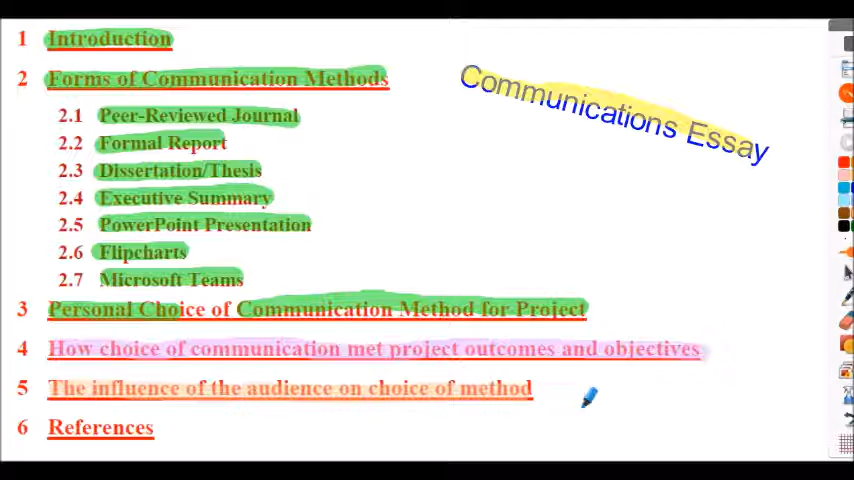 1 Introduction
2 Forms of Communication Methods
Communications Essay
2.1 Peer-Reviewed Journal
2.2 Formal Report
2.3 Dissertation/Thesis
2.4 Executive Summary
2.5 PowerPoint Presentation
2.6 Flipcharts
2.7 Microsoft Teams
3 Personal Choice of Communication Method for Project
4 How choice of communication met project outcomes and objectives
5 The influence of the audience on choice of method
6 References